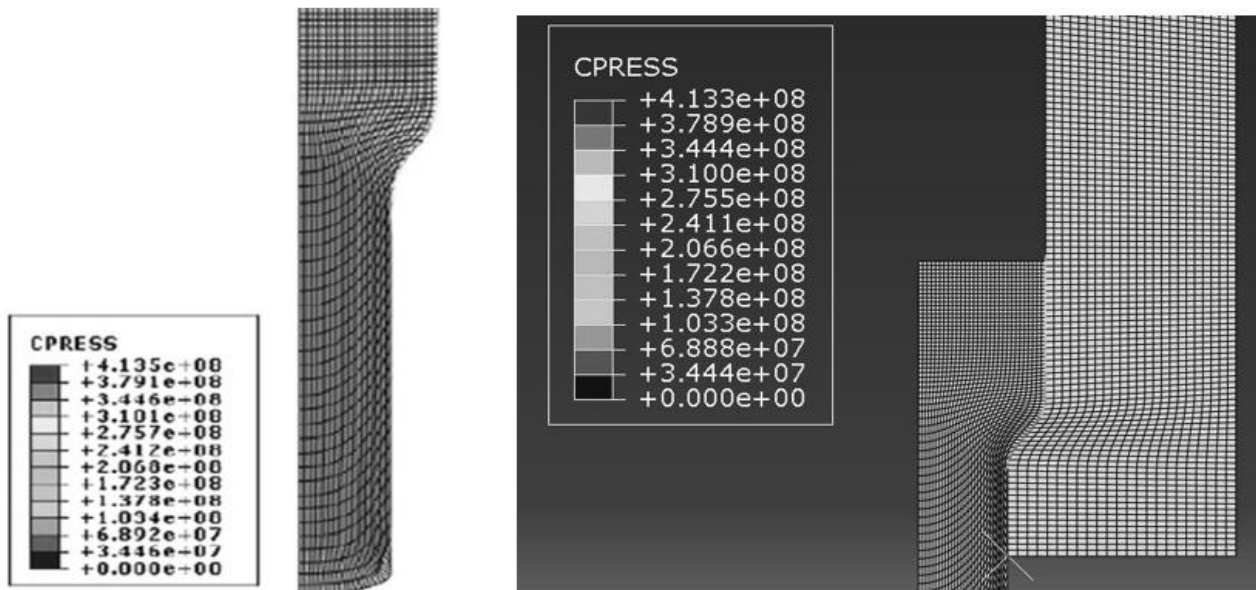 CPRESS
+4.135e+08
+3.791e+08
+3.446e+08
+3.101e+08
+2.757e+08
+2.412e+08
+2.068e+08
+1.723e+08
+1.378e+08
+1.034e+08
+6.892e+07
+3.446e+07
+0.000e+00
CPRESS
+4.133e+08
+3.789e+08
+3.444e+08
+3.100e+08
+2.755e+08
+2.411e+08
+2.066e+08
+1.722e+08
+1.378e+08
+1.033e+08
+6.888e+07
+3.444e+07
+0.000e+00